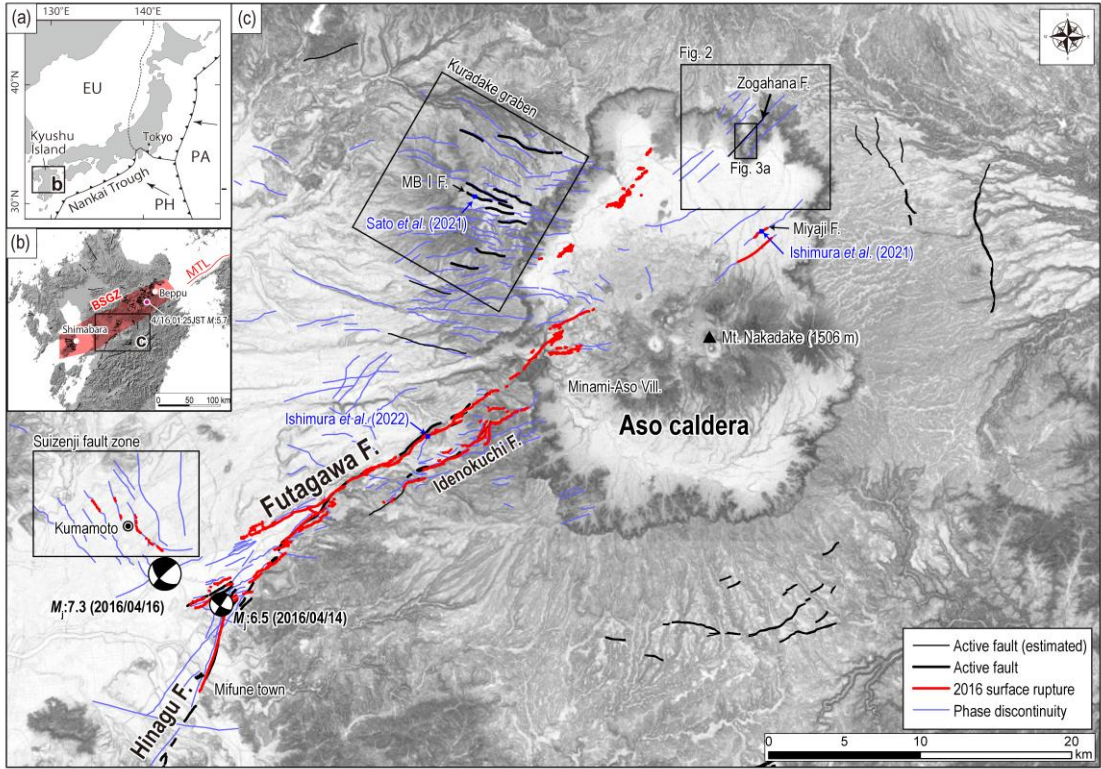 (a)
130°E
140°E
40°N
30°N
EU
Kyushu
Island
b
Tokyo
Nankai Trough
PA
PH
(b)
MTL
BSGZ
Beppu
4/16 01:25JST M:5.7
Shimabara
c
0 50 100 km
(c)
Kuradake graben
MB I F.
Sato et al. (2021)
Fig. 2
Zogahana F.
Fig. 3a
Miyaji F.
Ishimura et al. (2021)
Mt. Nakadake (1506 m)
Minami-Aso Vill.
Aso caldera
Ishimura et al. (2022)
Futagawa F.
Idenokuchi F.
Suizenji fault zone
Kumamoto
Mj:7.3 (2016/04/16)
Mj:6.5 (2016/04/14)
Mifune town
Hinagu F.
Active fault (estimated)
Active fault
2016 surface rupture
Phase discontinuity
0 5 10 20
km